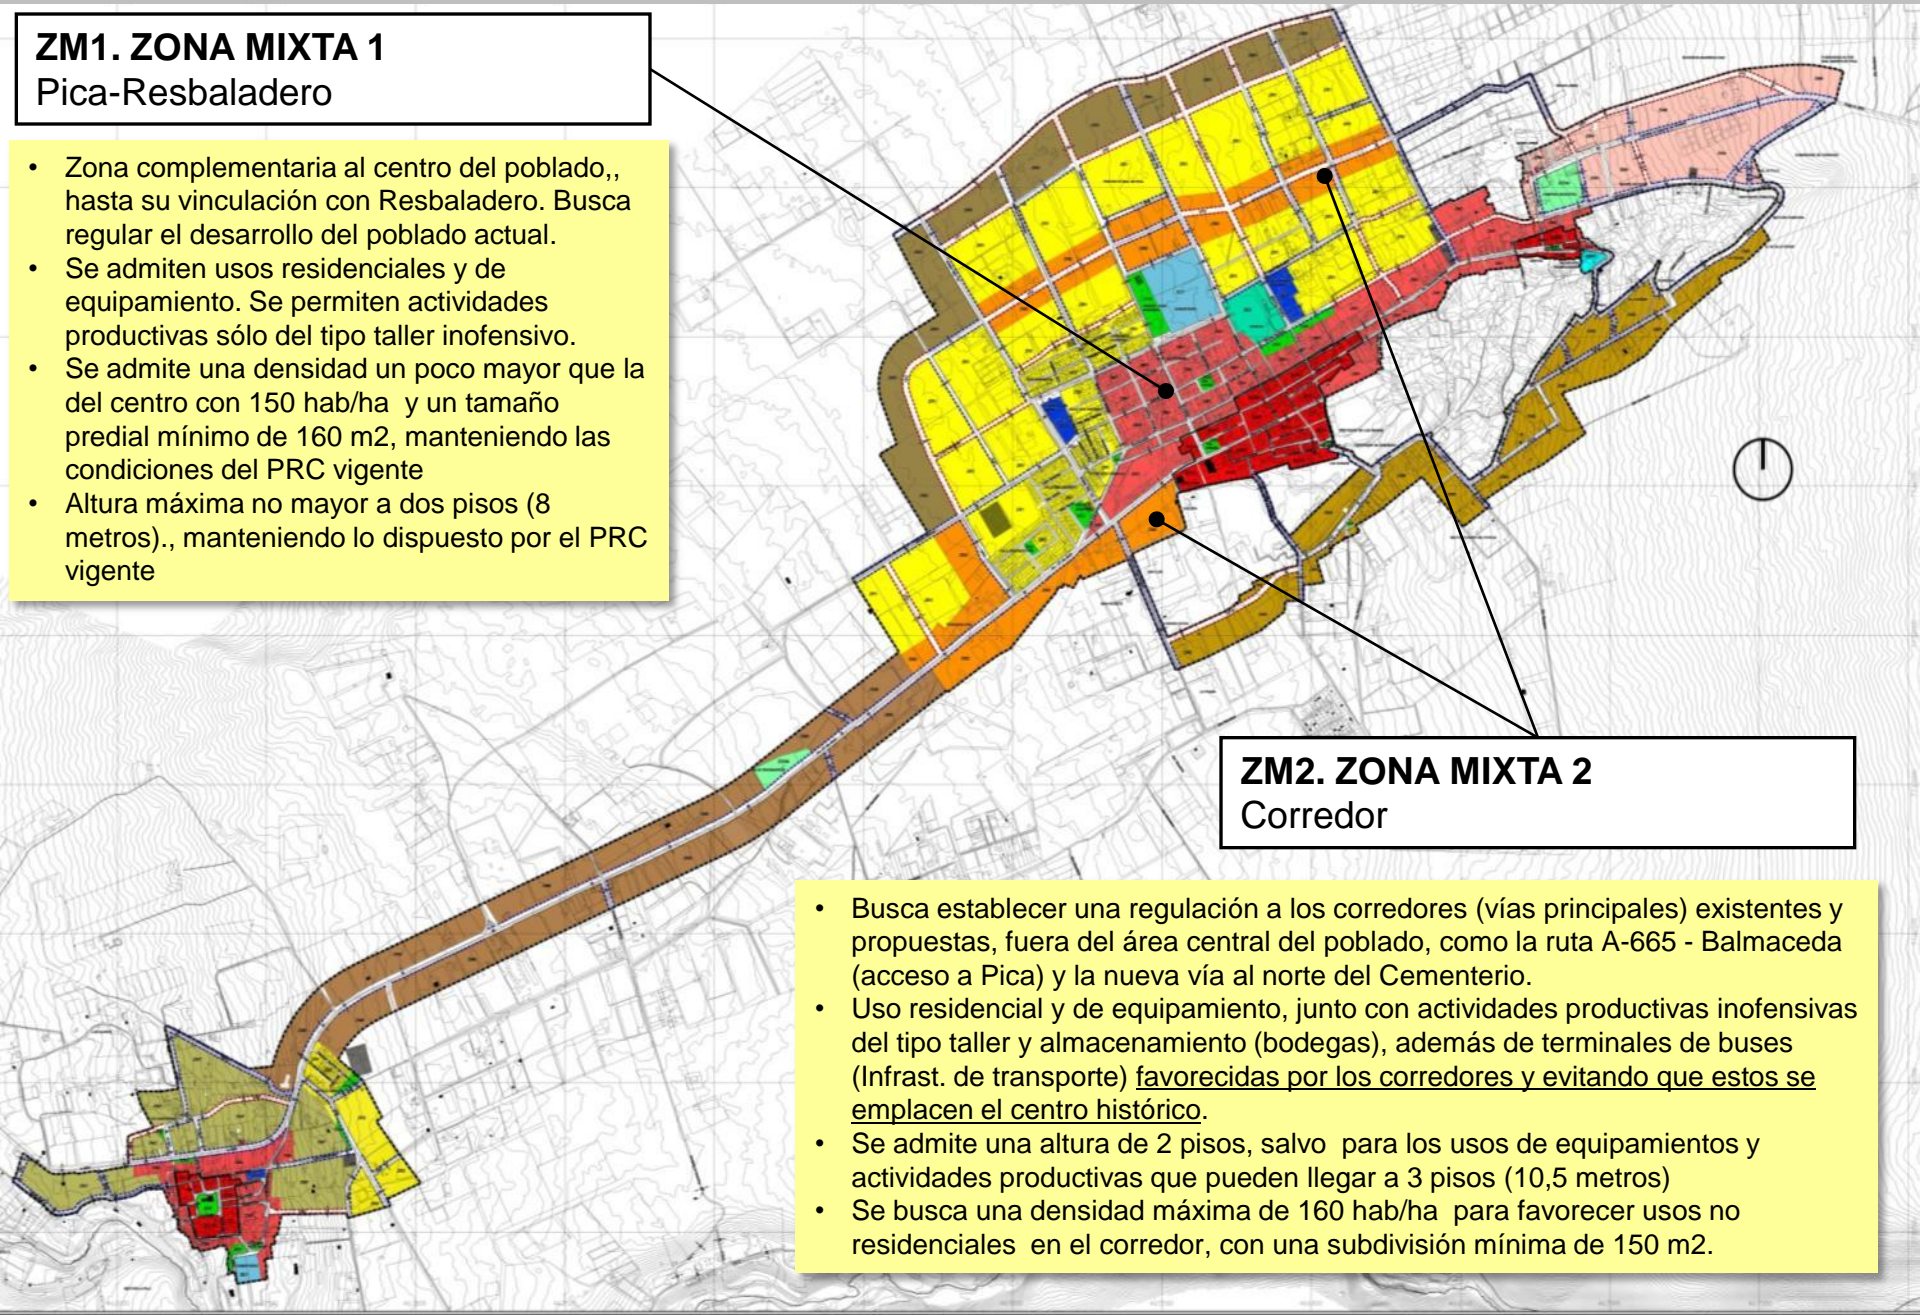 ZM1. ZONA MIXTA 1
Pica-Resbaladero
• Zona complementaria al centro del poblado,,
hasta su vinculación con Resbaladero. Busca
regular el desarrollo del poblado actual.
• Se admiten usos residenciales y de
equipamiento. Se permiten actividades
productivas sólo del tipo taller inofensivo.
• Se admite una densidad un poco mayor que la
del centro con 150 hab/ha y un tamaño
predial mínimo de 160 m2, manteniendo las
condiciones del PRC vigente
• Altura máxima no mayor a dos pisos (8
metros)., manteniendo lo dispuesto por el PRC
vigente
ZM2. ZONA MIXTA 2
Corredor
• Busca establecer una regulación a los corredores (vías principales) existentes y
propuestas, fuera del área central del poblado, como la ruta A-665 - Balmaceda
(acceso a Pica) y la nueva vía al norte del Cementerio.
• Uso residencial y de equipamiento, junto con actividades productivas inofensivas
del tipo taller y almacenamiento (bodegas), además de terminales de buses
(Infrast. de transporte) favorecidas por los corredores y evitando que estos se
emplacen el centro histórico.
• Se admite una altura de 2 pisos, salvo para los usos de equipamientos y
actividades productivas que pueden llegar a 3 pisos (10,5 metros)
• Se busca una densidad máxima de 160 hab/ha para favorecer usos no
residenciales en el corredor, con una subdivisión mínima de 150 m2.